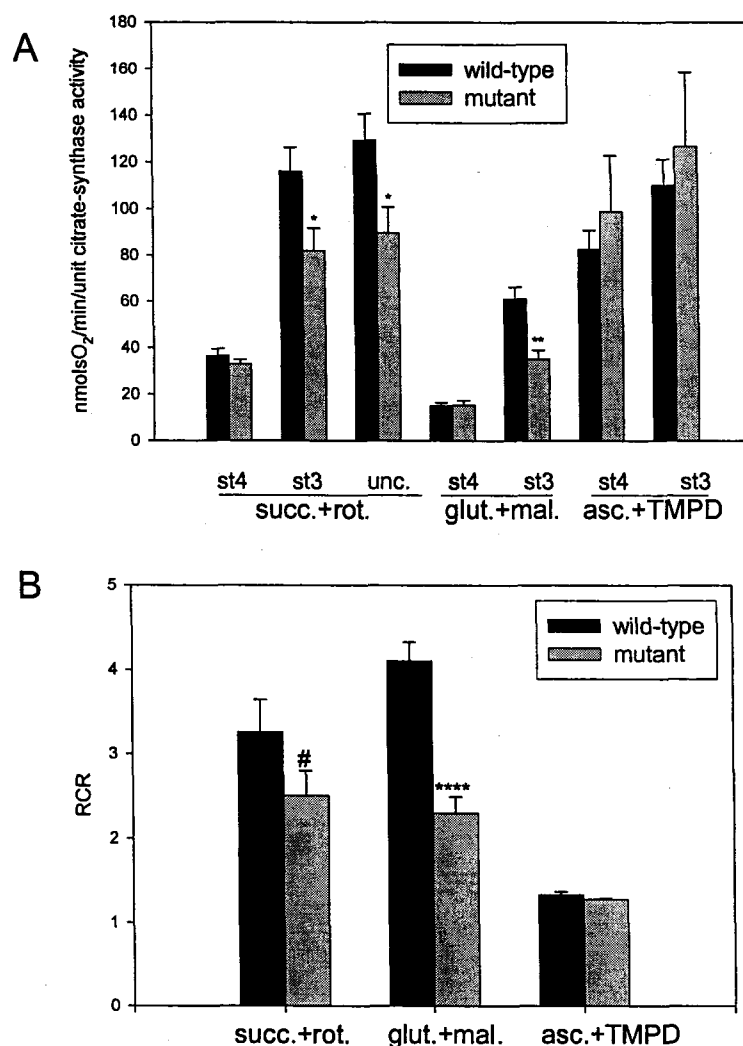 A
180
160
140
120
100
80
60
40
20
0
nmolsO₂/min/unit citrate-synthase activity
wild-type
mutant
*
*
**
st4 st3 unc. st4 st3 st4 st3
succ.+rot. glut.+mal. asc.+TMPD
B
5
4
3
2
1
0
RCR
wild-type
mutant
#
****
succ.+rot. glut.+mal. asc.+TMPD